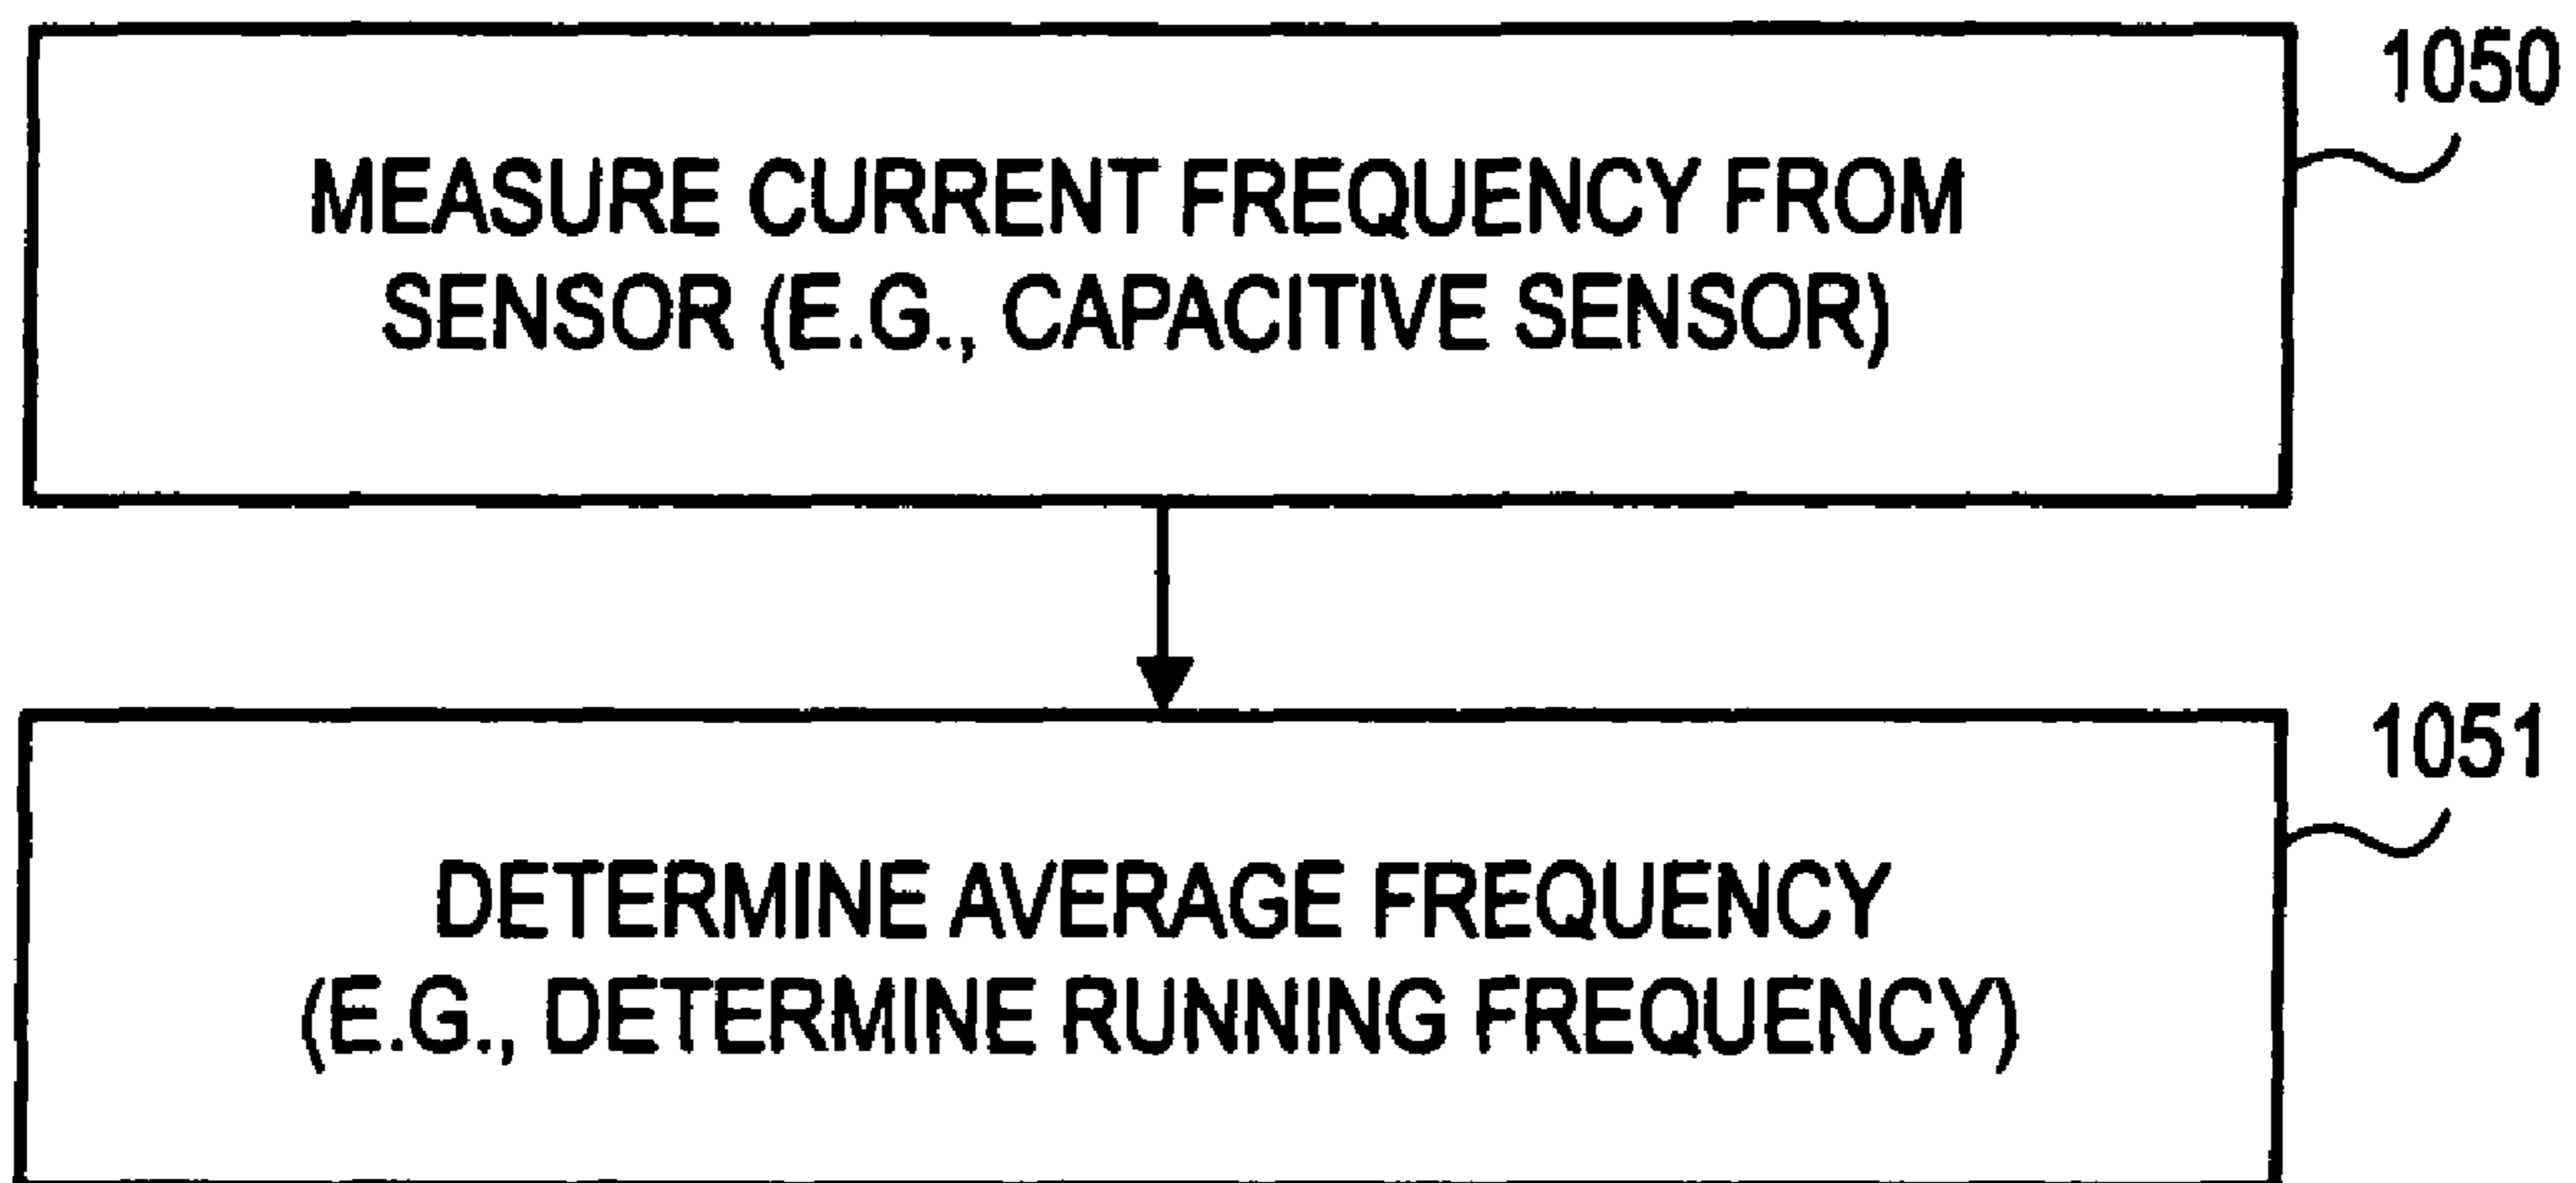 1050
MEASURE CURRENT FREQUENCY FROM
SENSOR (E.G., CAPACITIVE SENSOR)
1051
DETERMINE AVERAGE FREQUENCY
(E.G., DETERMINE RUNNING FREQUENCY)